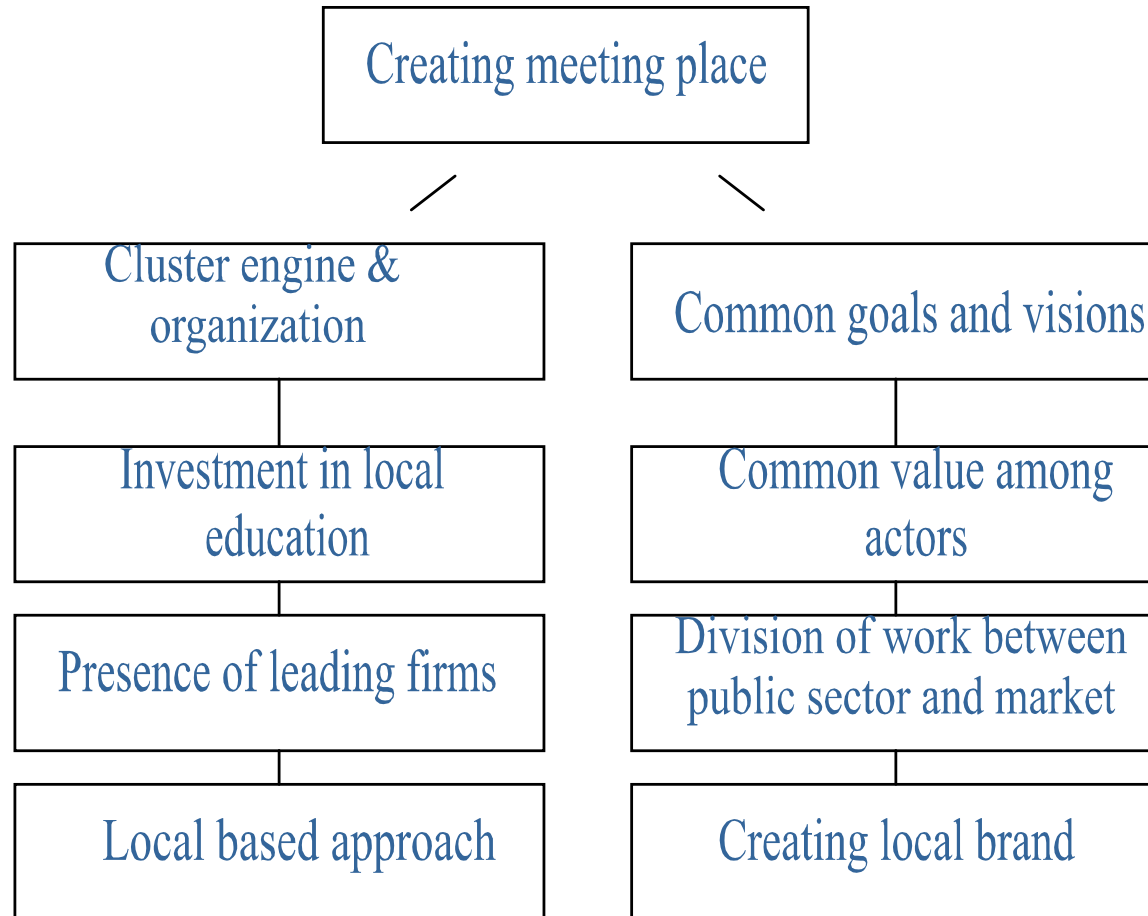 Creating meeting place
Cluster engine &
organization
Investment in local
education
Presence of leading firms
Local based approach
Common goals and visions
Common value among
actors
Division of work between
public sector and market
Creating local brand